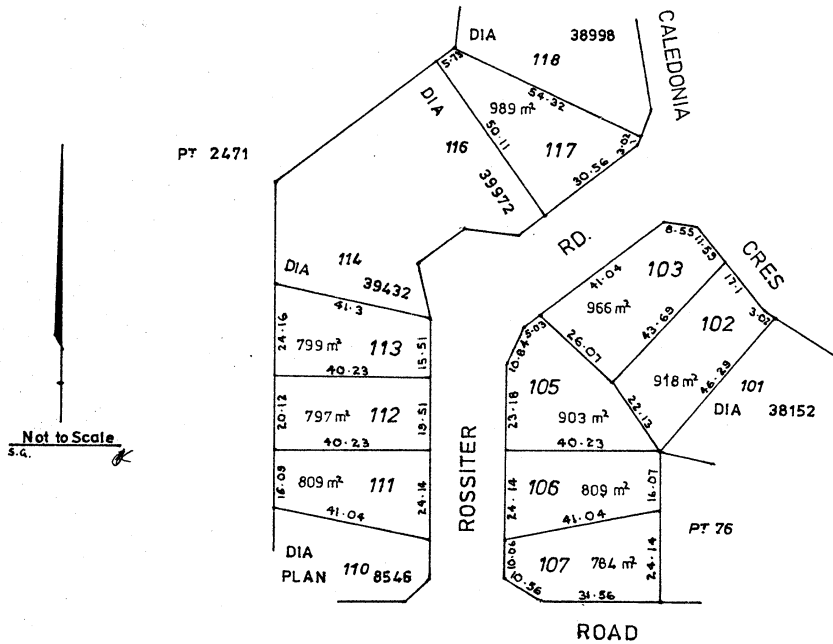 DIA 38998
118
CALEDONIA
5.79
54.32
989 m²
DIA
50.11
117
3.02
116
PT 2471
39972
30.56
RD.
8.55
11.59
CRES
103
41.04
17.1
114
DIA
39432
966 m²
43.69
102
3.02
41.3
5.03
26.07
24.16
799 m²
113
15.51
10.84
918 m²
46.29
101
DIA 38152
40.23
105
22.13
20.12
797 m²
112
19.51
23.18
903 m²
Not to Scale
S.G.
40.23
40.23
16.09
809 m²
111
24.14
ROSSITER
24.14
106
809 m²
16.07
41.04
41.04
PT 76
DIA
PLAN
110
8546
10.06
107
784 m²
24.14
10.56
31.56
ROAD